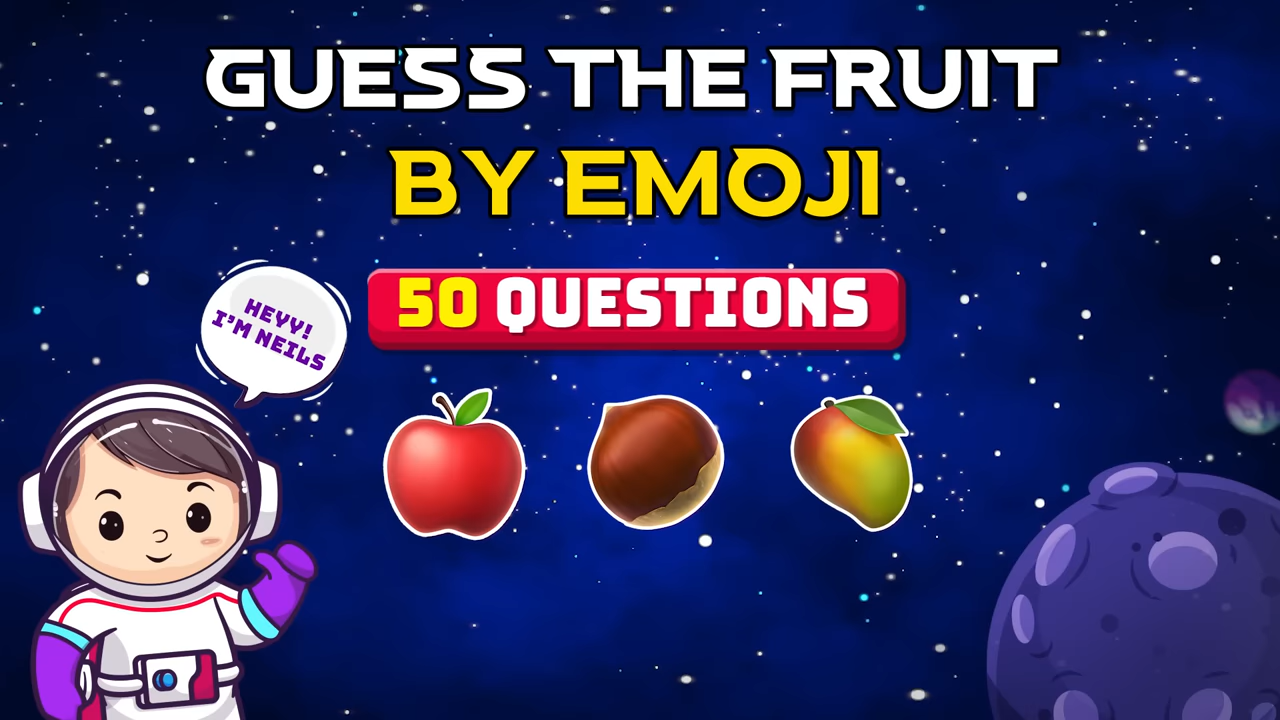 GUESS THE FRUIT
BY EMOJI
50 QUESTIONS
HEYY!
I'M NEILS